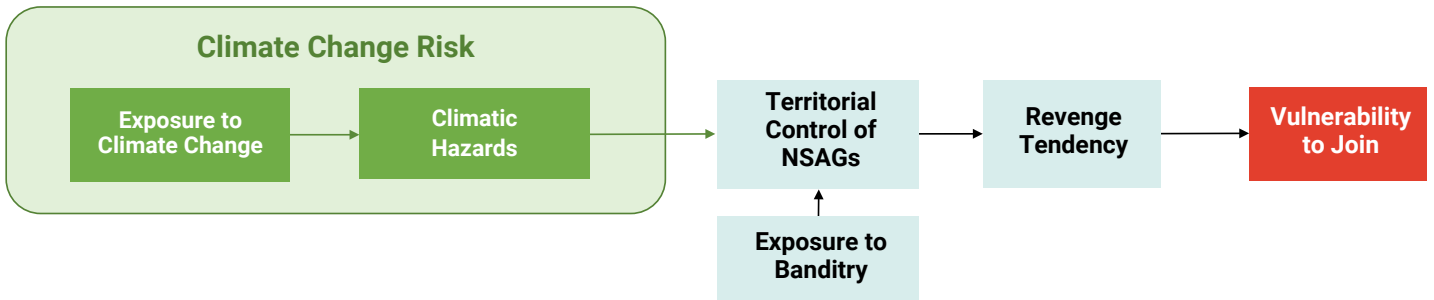 Climate Change Risk
Exposure to
Climate Change
Climatic
Hazards
Territorial
Control of
NSAGs
Revenge
Tendency
Vulnerability
to Join
Exposure to
Banditry